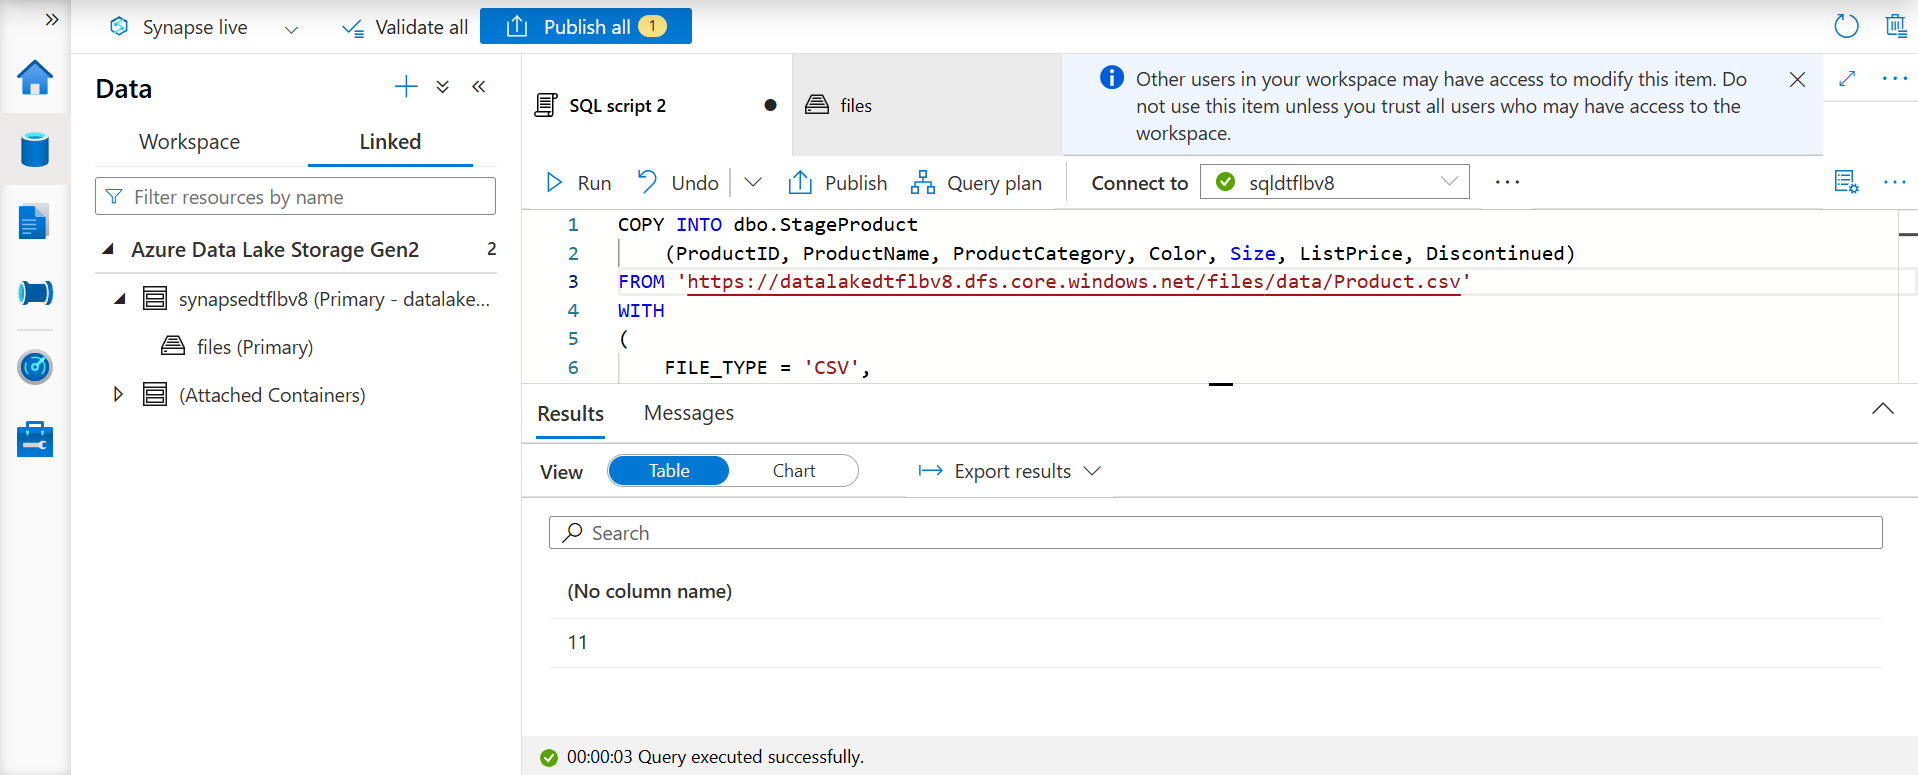 Synapse live
Validate all
Publish all 1
Data
Workspace
Linked
Filter resources by name
Azure Data Lake Storage Gen2 2
synapsedtflbv8 (Primary - datalake...
files (Primary)
(Attached Containers)
SQL script 2
files
Other users in your workspace may have access to modify this item. Do
not use this item unless you trust all users who may have access to the
workspace.
Run Undo Publish Query plan Connect to sqldtflbv8
1 COPY INTO dbo.StageProduct
2 (ProductID, ProductName, ProductCategory, Color, Size, ListPrice, Discontinued)
3 FROM 'https://datalakedtflbv8.dfs.core.windows.net/files/data/Product.csv'
4 WITH
5 (
6 FILE_TYPE = 'CSV',
Results Messages
View Table Chart Export results
Search
(No column name)
11
00:00:03 Query executed successfully.